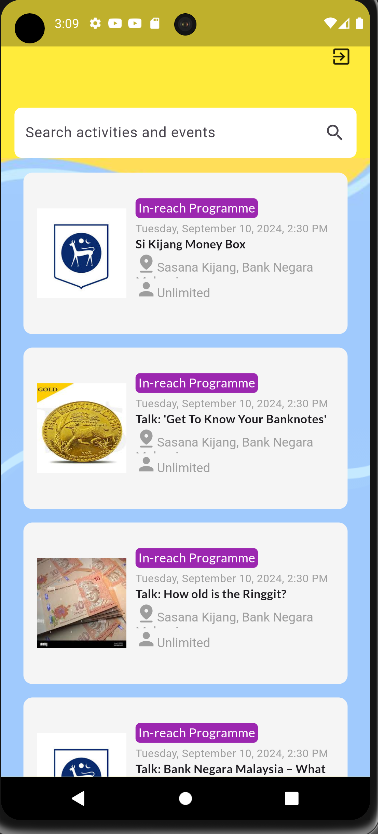 3:09
Search activities and events
In-reach Programme
Tuesday, September 10, 2024, 2:30 PM
Si Kijang Money Box
Sasana Kijang, Bank Negara
Unlimited
In-reach Programme
Tuesday, September 10, 2024, 2:30 PM
GOLD
Talk: 'Get To Know Your Banknotes'
Sasana Kijang, Bank Negara
Unlimited
In-reach Programme
Tuesday, September 10, 2024, 2:30 PM
Talk: How old is the Ringgit?
Sasana Kijang, Bank Negara
Unlimited
In-reach Programme
Tuesday, September 10, 2024, 2:30 PM
Talk: Bank Negara Malaysia – What